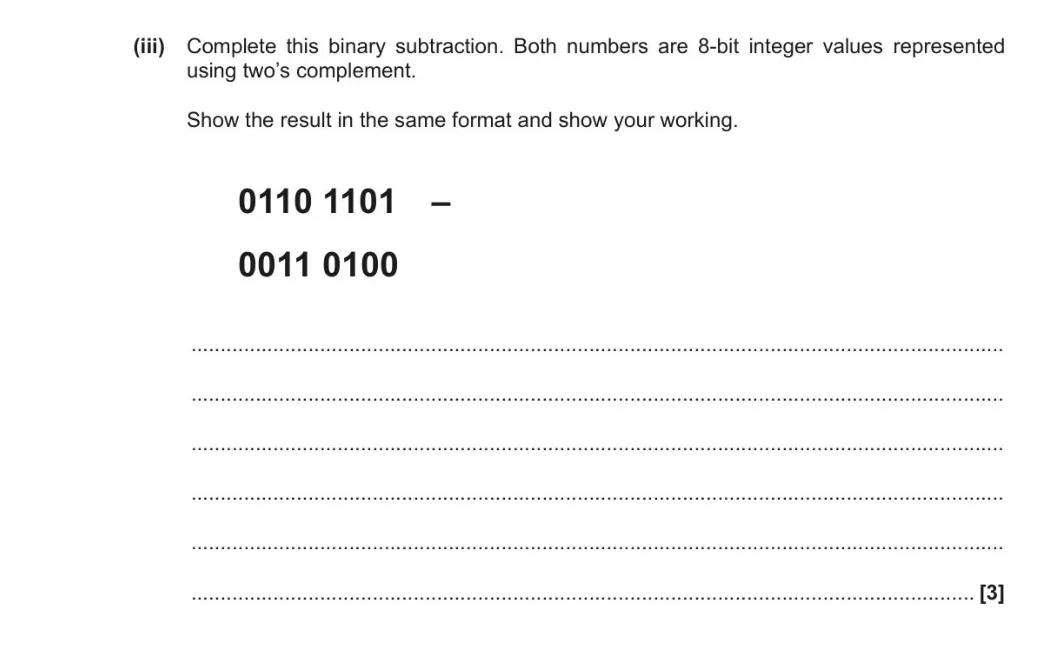 (iii) Complete this binary subtraction. Both numbers are 8-bit integer values represented
using two’s complement.
Show the result in the same format and show your working.
0110 1101 –
0011 0100
[3]